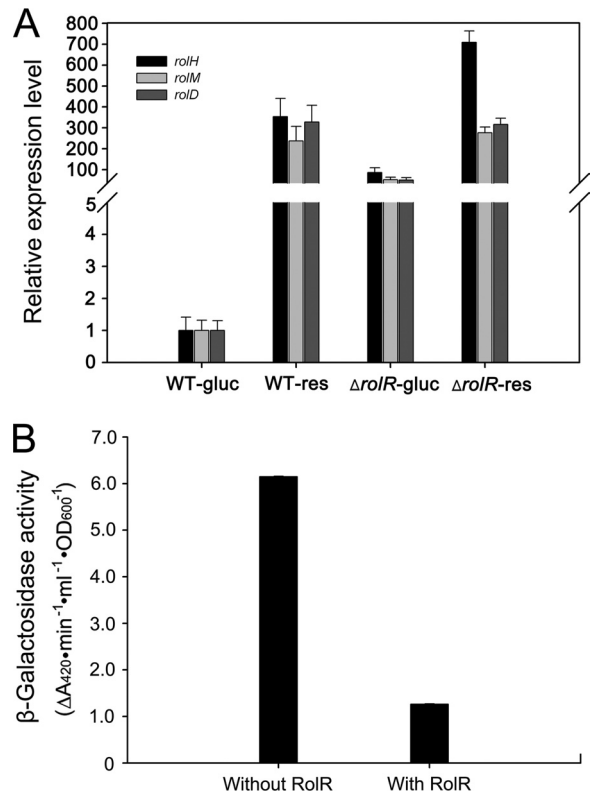 A
Relative expression level
800
700
600
500
400
300
200
100
5
4
3
2
1
0
rolH
rolM
rolD
WT-gluc
WT-res
ΔrolR-gluc
ΔrolR-res
B
β-Galactosidase activity
(ΔA420•min-1•ml-1•OD600-1)
7.0
6.0
5.0
4.0
3.0
2.0
1.0
0
Without RolR
With RolR